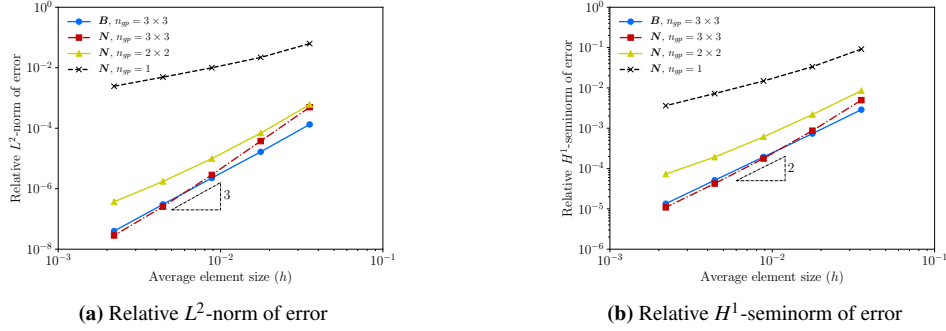 B, n_gp = 3 × 3
N, n_gp = 3 × 3
N, n_gp = 2 × 2
N, n_gp = 1
10^0
10^-2
10^-4
10^-6
10^-8
Relative L^2-norm of error
3
10^-3
10^-2
10^-1
Average element size (h)
(a) Relative L^2-norm of error
B, n_gp = 3 × 3
N, n_gp = 3 × 3
N, n_gp = 2 × 2
N, n_gp = 1
10^1
10^0
10^-1
10^-2
10^-3
10^-4
10^-5
10^-6
Relative H^1-seminorm of error
2
10^-3
10^-2
10^-1
Average element size (h)
(b) Relative H^1-seminorm of error